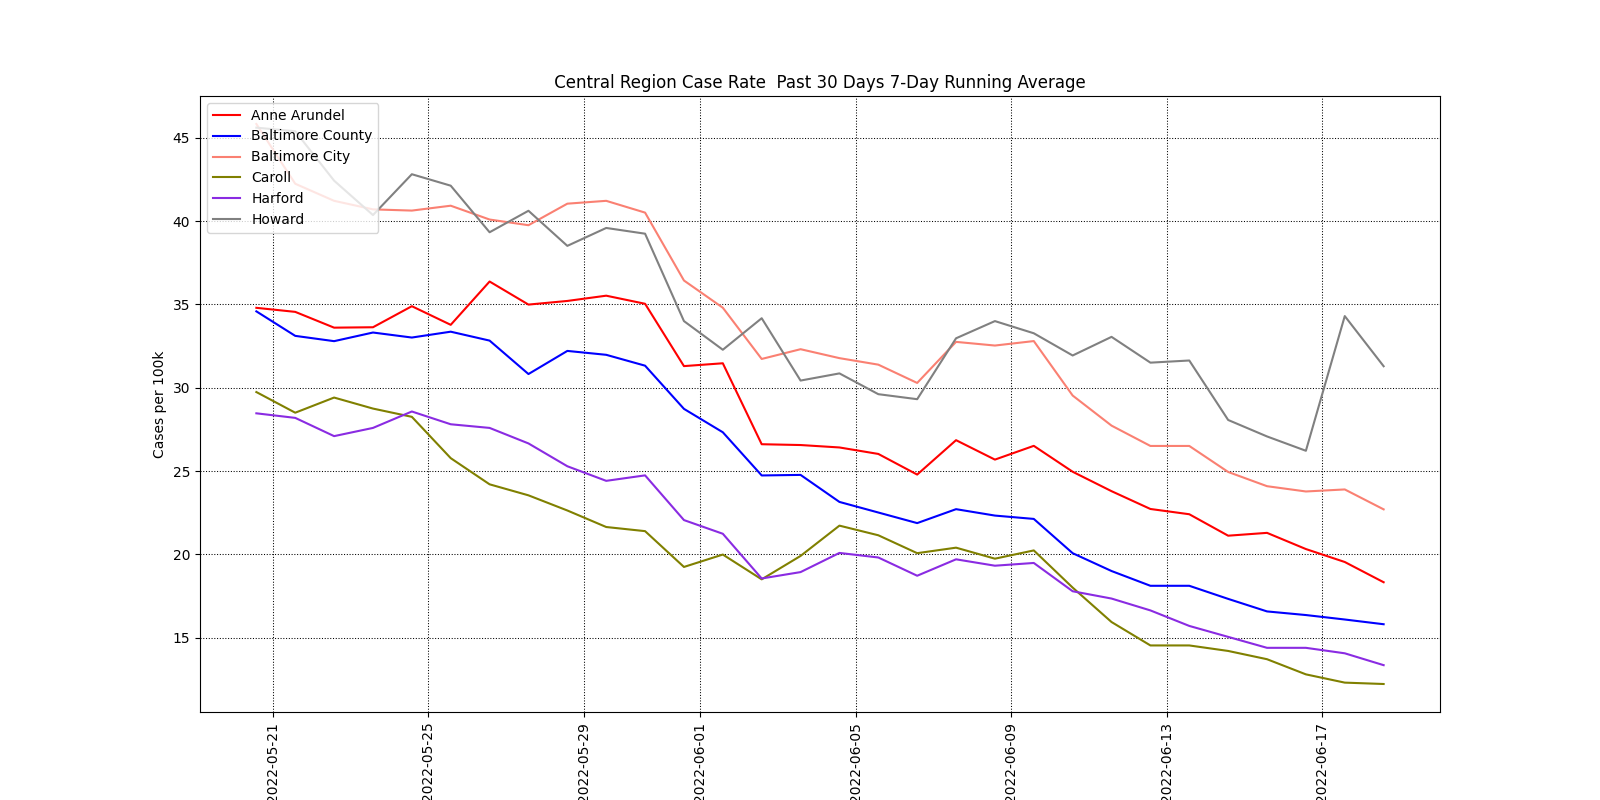 Central Region Case Rate  Past 30 Days 7-Day Running Average
Anne Arundel
Baltimore County
Baltimore City
Caroll
Harford
Howard
Cases per 100k
45
40
35
30
25
20
15
2022-05-21
2022-05-25
2022-05-29
2022-06-01
2022-06-05
2022-06-09
2022-06-13
2022-06-17